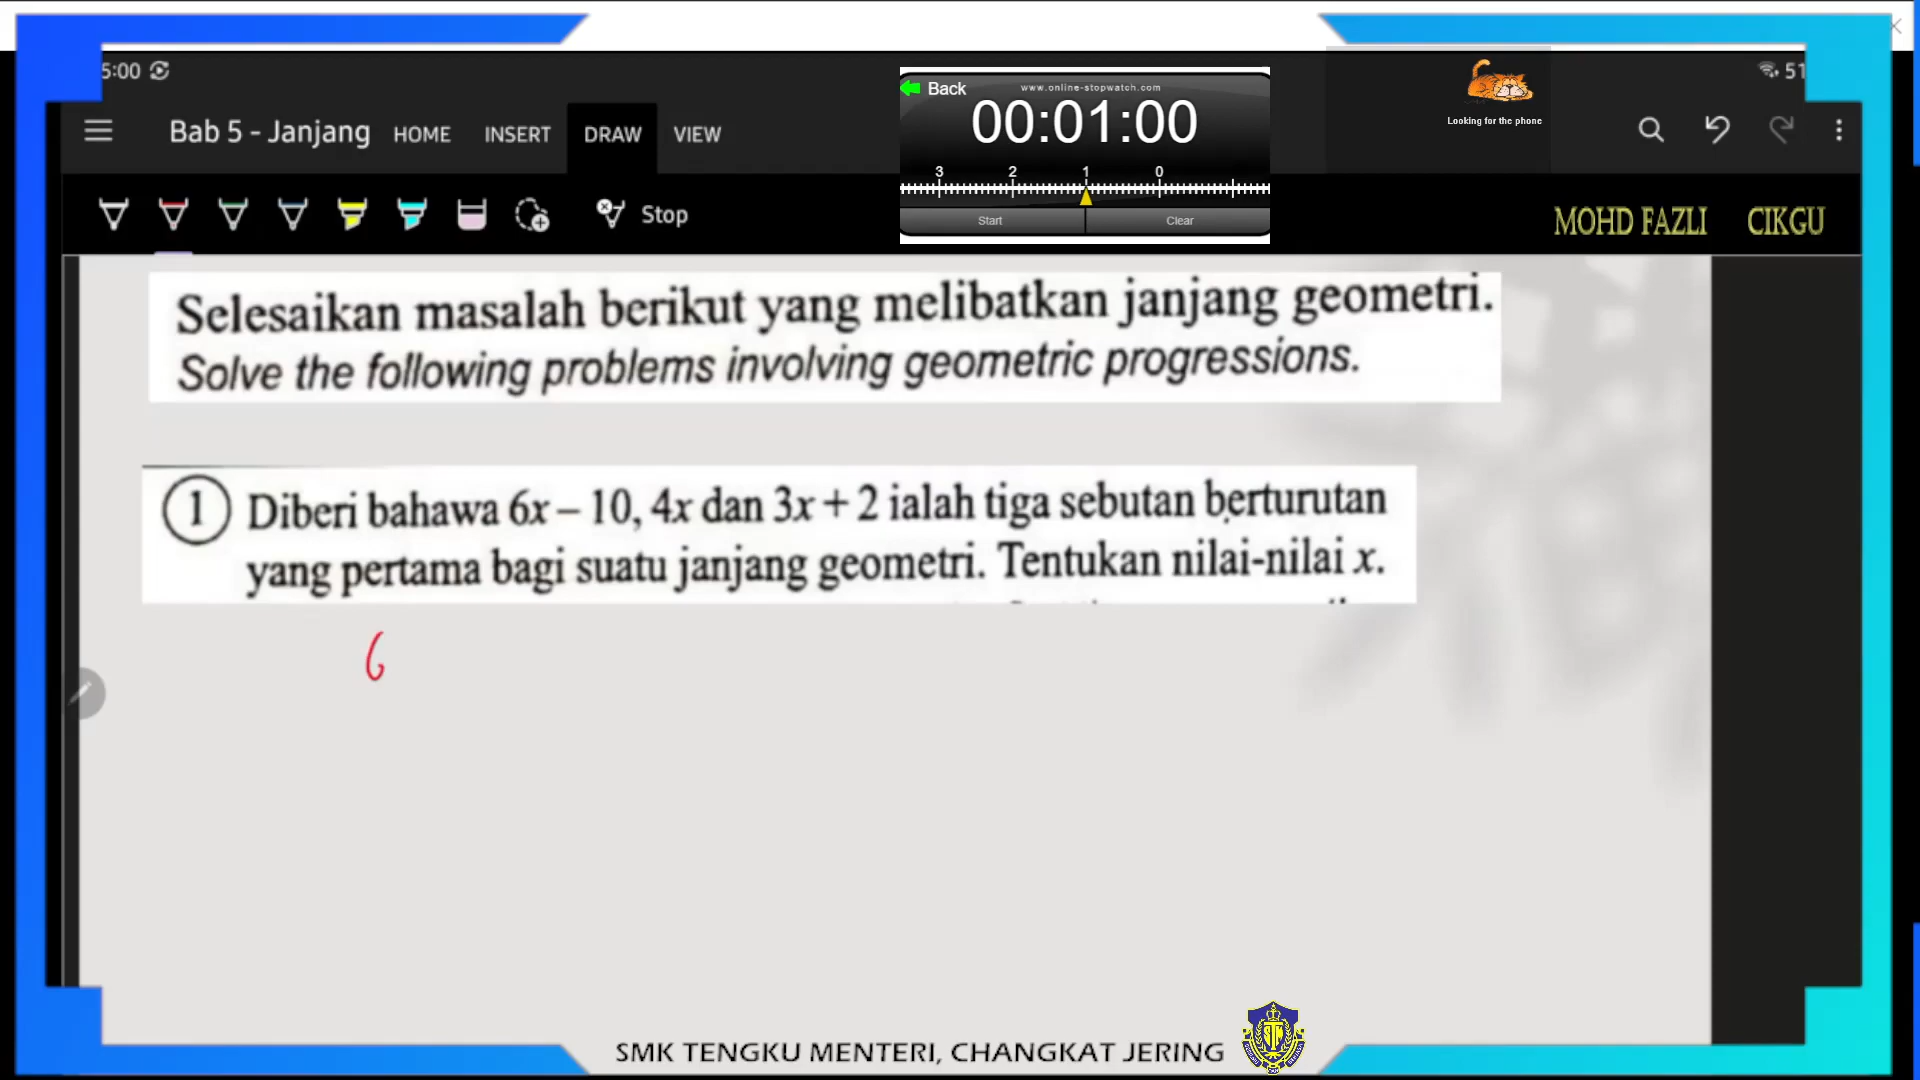 5:00
51
Bab 5 - Janjang HOME INSERT DRAW VIEW
Back
www.online-stopwatch.com
00:01:00
3 2 1 0
Start Clear
Looking for the phone
Stop
MOHD FAZLI CIKGU
Selesaikan masalah berikut yang melibatkan janjang geometri.
Solve the following problems involving geometric progressions.
1 Diberi bahawa 6x – 10, 4x dan 3x + 2 ialah tiga sebutan berturutan
yang pertama bagi suatu janjang geometri. Tentukan nilai-nilai x.
6
SMK TENGKU MENTERI, CHANGKAT JERING